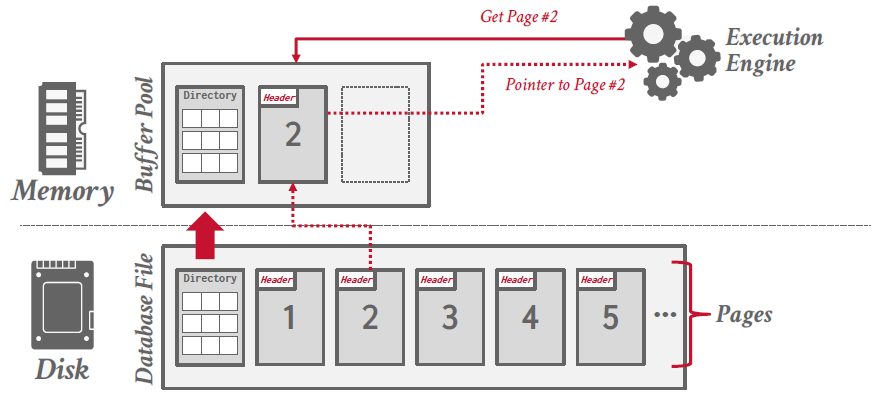 Get Page #2
Execution
Engine
Pointer to Page #2
Memory
Buffer Pool
Directory
Header
2
Disk
Database File
Directory
Header
1
Header
2
Header
3
Header
4
Header
5
...
Pages